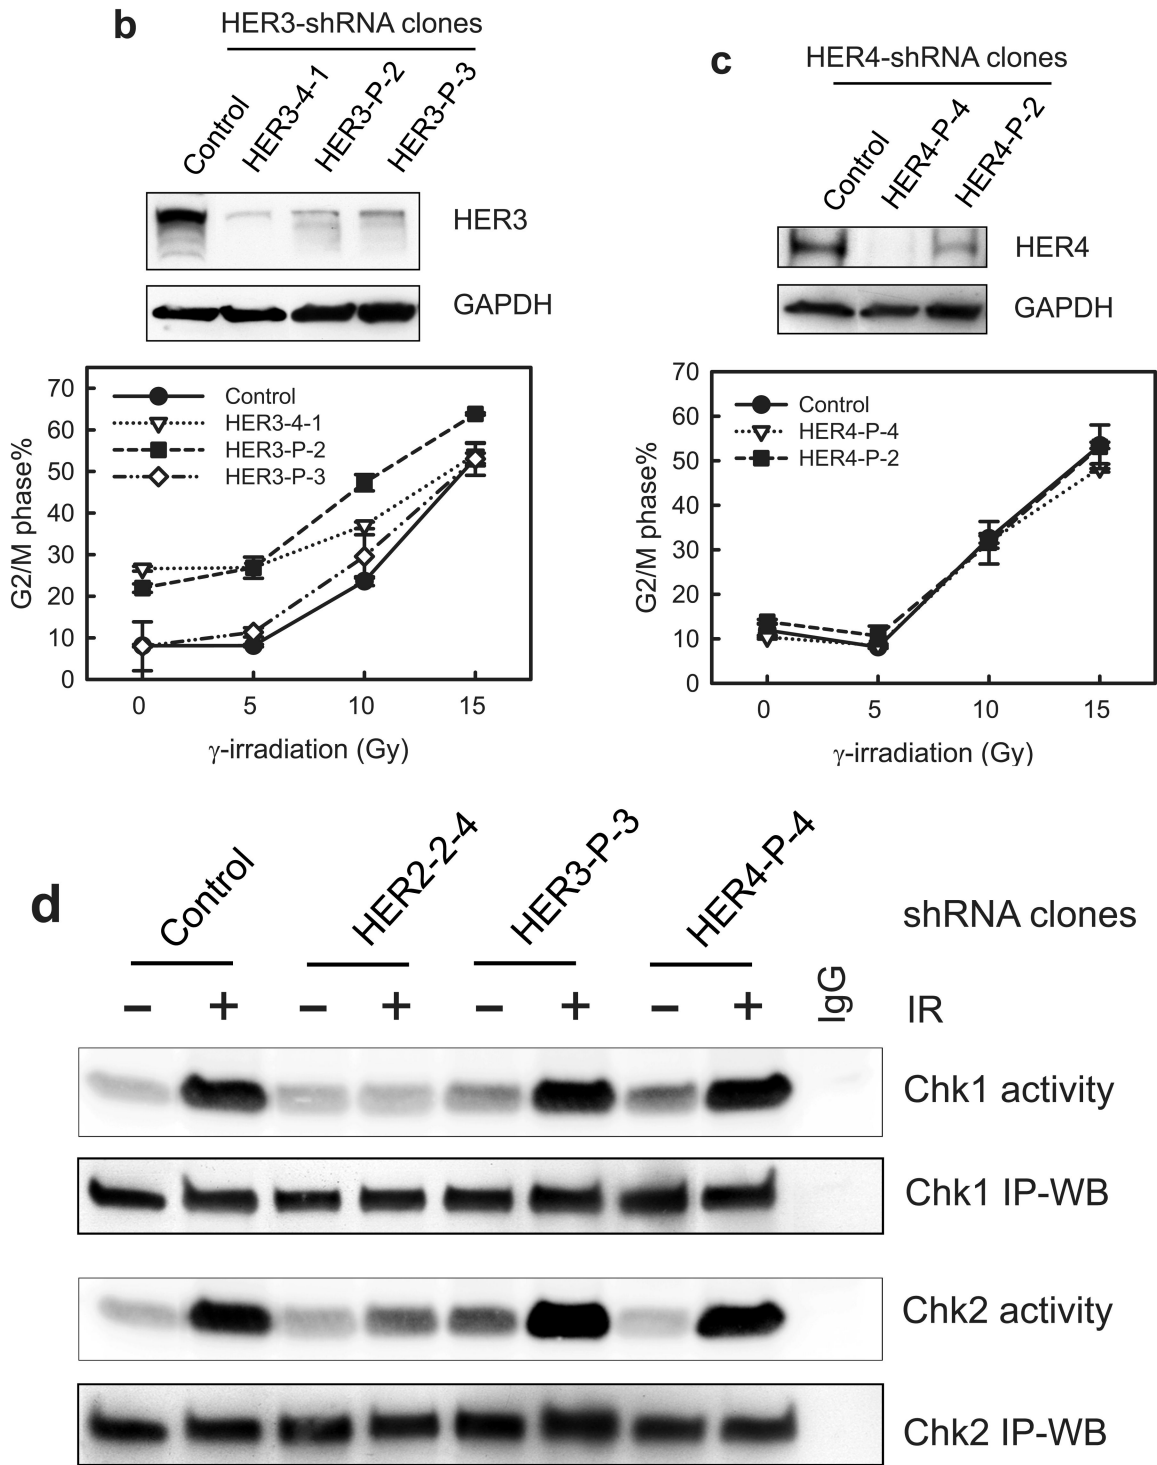 b
HER3-shRNA clones
Control
HER3-4-1
HER3-P-2
HER3-P-3
HER3
GAPDH
70
60
50
40
30
20
10
0
G2/M phase%
Control
HER3-4-1
HER3-P-2
HER3-P-3
0 5 10 15
γ-irradiation (Gy)
c
HER4-shRNA clones
Control
HER4-P-4
HER4-P-2
HER4
GAPDH
70
60
50
40
30
20
10
0
G2/M phase%
Control
HER4-P-4
HER4-P-2
0 5 10 15
γ-irradiation (Gy)
d
Control
HER2-2-4
HER3-P-3
HER4-P-4
shRNA clones
− + − + − + − + IgG IR
Chk1 activity
Chk1 IP-WB
Chk2 activity
Chk2 IP-WB